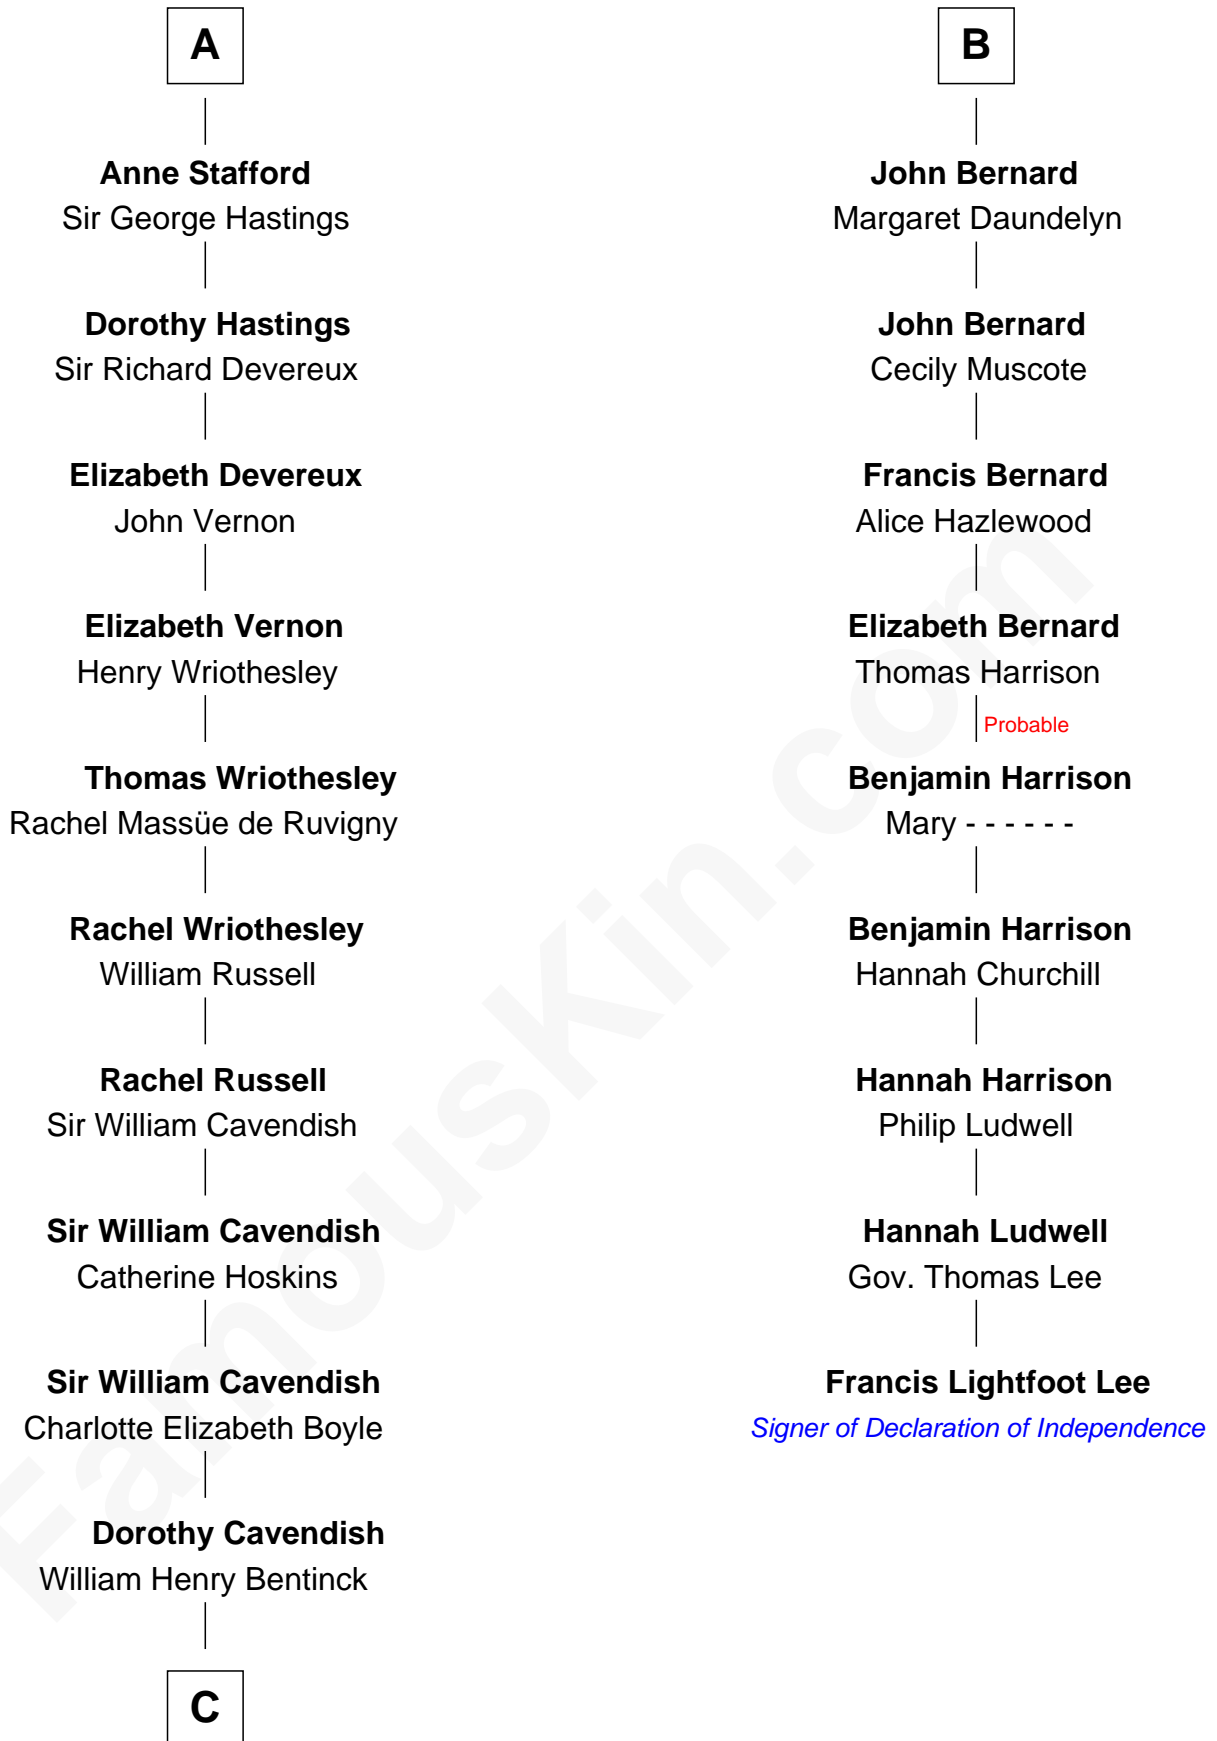 A
Anne Stafford
Sir George Hastings
Dorothy Hastings
Sir Richard Devereux
Elizabeth Devereux
John Vernon
Elizabeth Vernon
Henry Wriothesley
Thomas Wriothesley
Rachel Massüe de Ruvigny
Rachel Wriothesley
William Russell
Rachel Russell
Sir William Cavendish
Sir William Cavendish
Catherine Hoskins
Sir William Cavendish
Charlotte Elizabeth Boyle
Dorothy Cavendish
William Henry Bentinck
C
B
John Bernard
Margaret Daundelyn
John Bernard
Cecily Muscote
Francis Bernard
Alice Hazlewood
Elizabeth Bernard
Thomas Harrison
Probable
Benjamin Harrison
Mary - - - - - -
Benjamin Harrison
Hannah Churchill
Hannah Harrison
Philip Ludwell
Hannah Ludwell
Gov. Thomas Lee
Francis Lightfoot Lee
Signer of Declaration of Independence
FamousKin.com